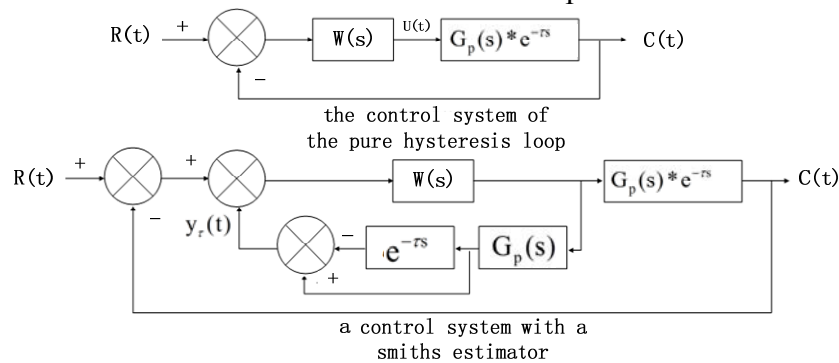 R(t)
+
−
W(s)
U(t)
G_p(s)*e^{-τs}
C(t)
the control system of
the pure hysteresis loop
R(t)
+
−
+
y_τ(t)
W(s)
G_p(s)*e^{-τs}
C(t)
−
+
e^{-τs}
G_p(s)
a control system with a
smiths estimator